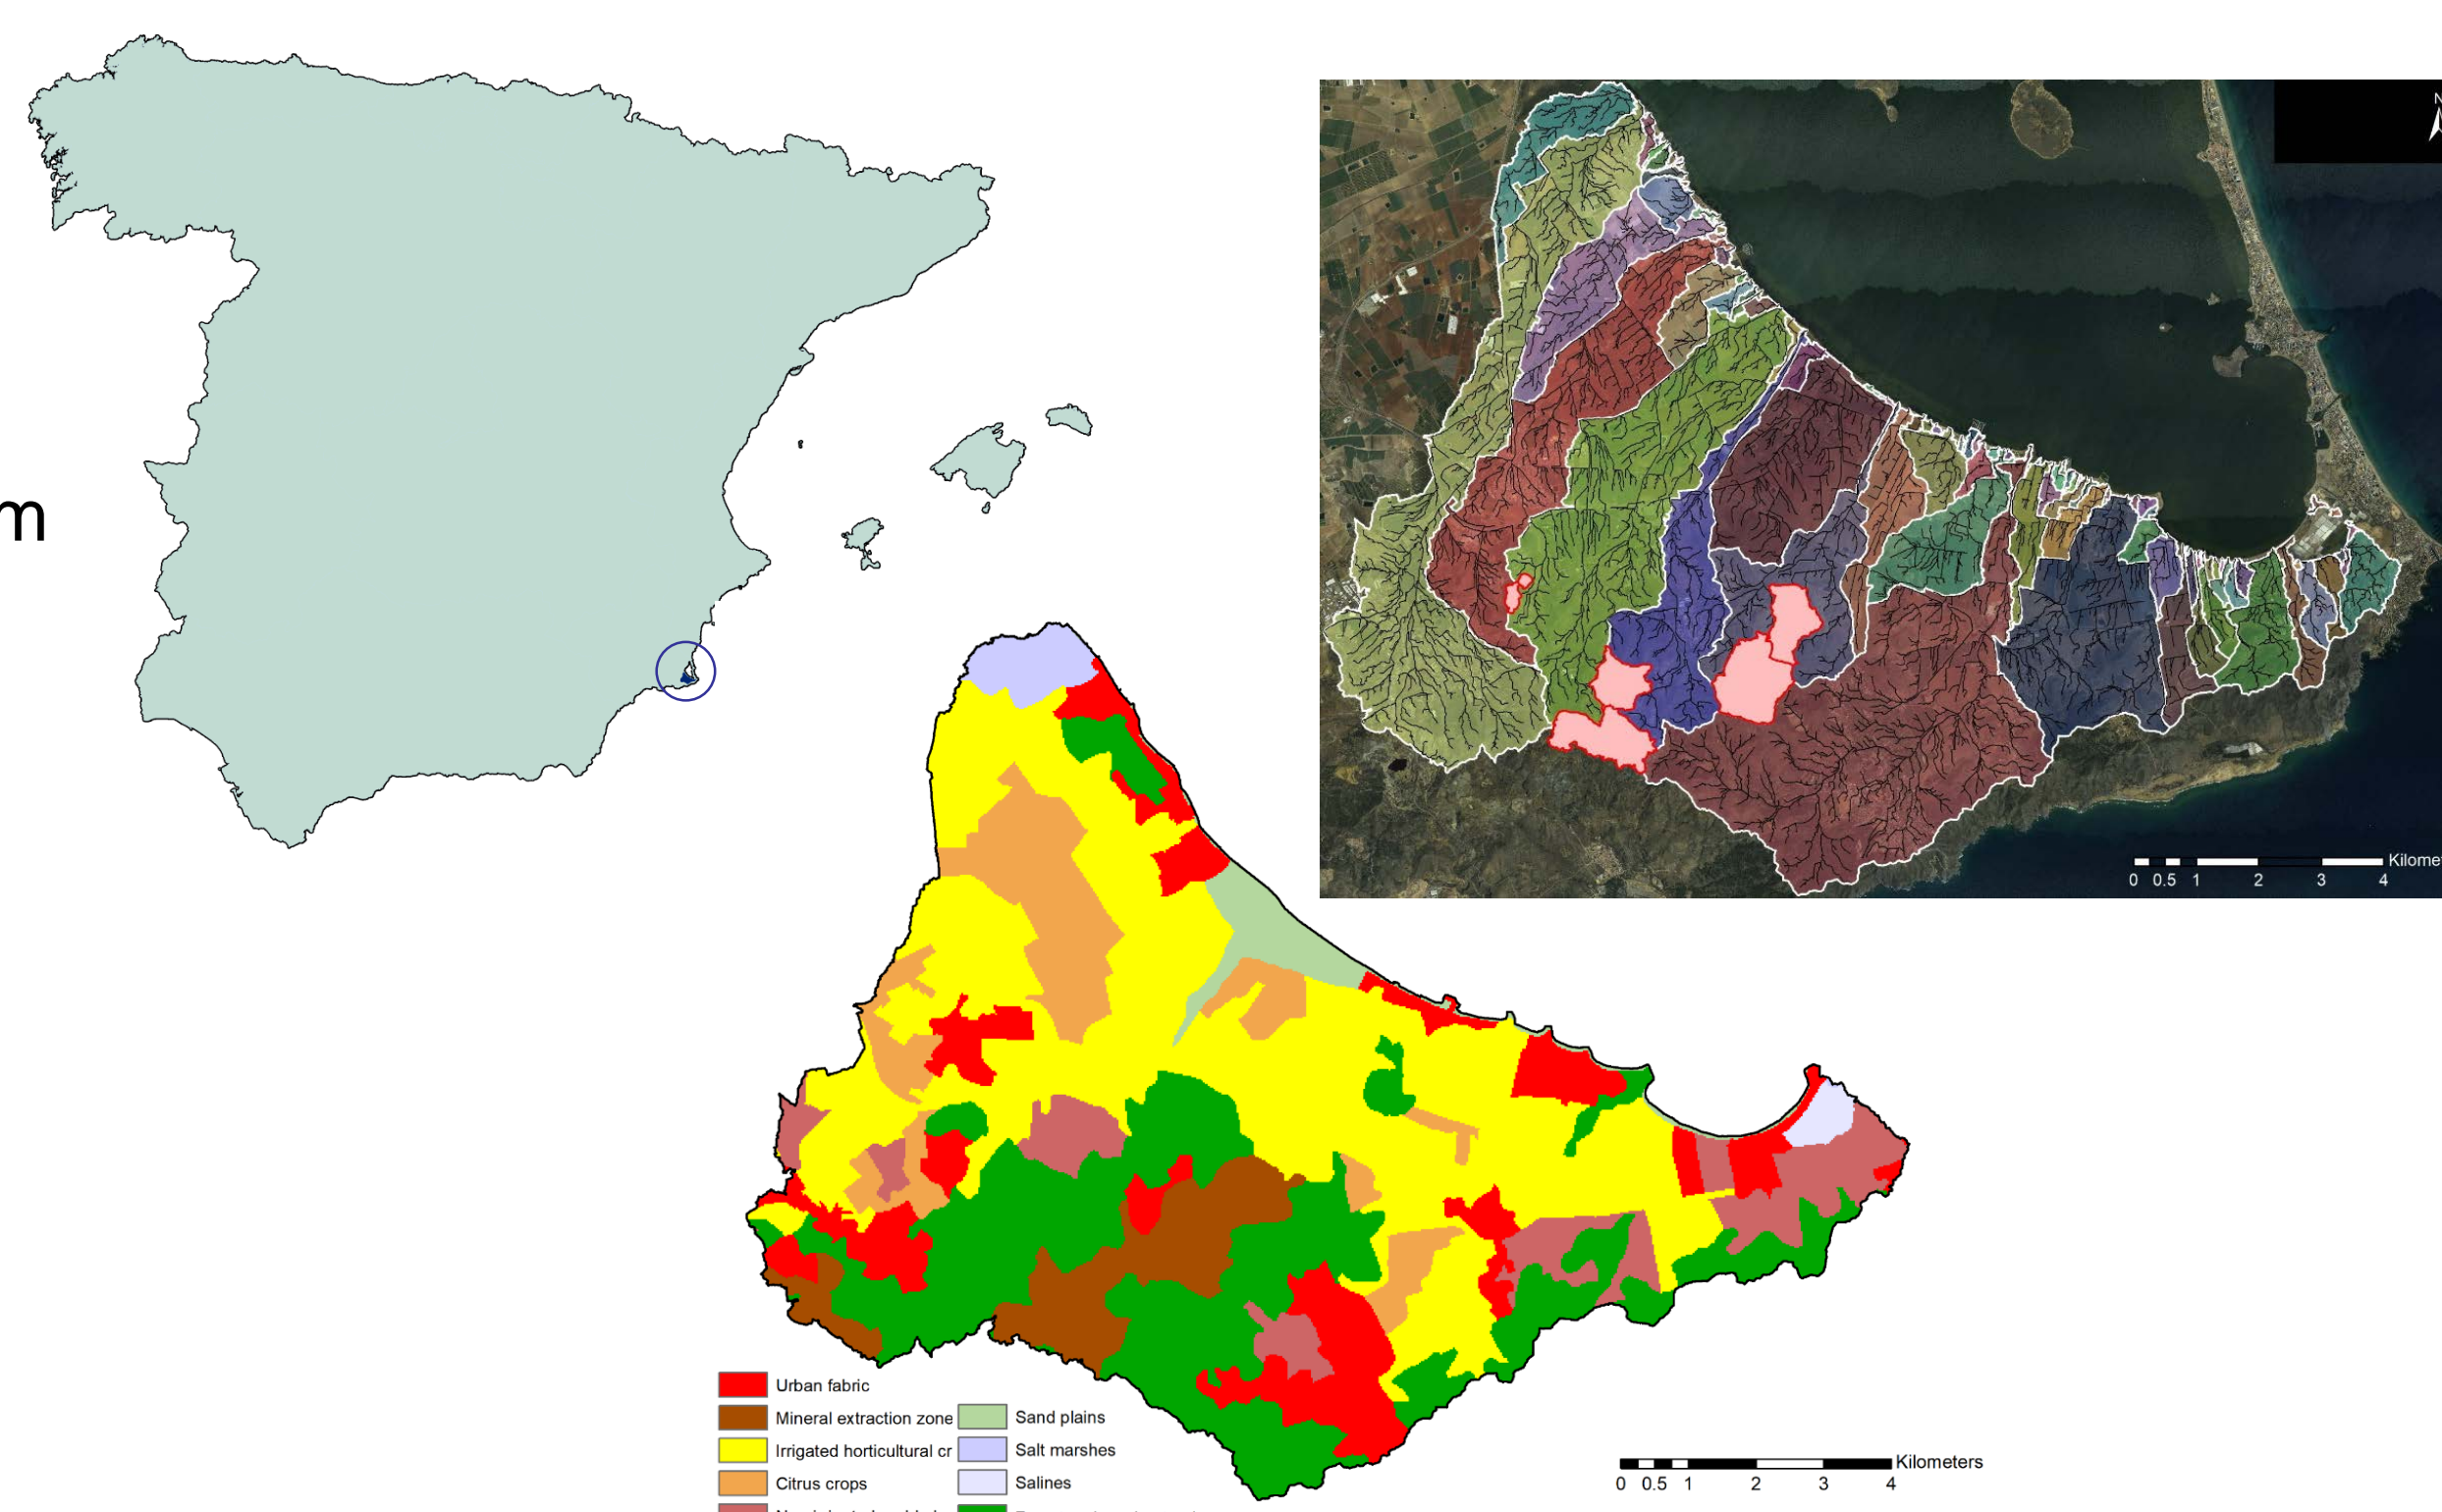 m
N
Kilomet
0 0.5 1 2 3 4
Urban fabric
Mineral extraction zone
Irrigated horticultural cr
Citrus crops
Sand plains
Salt marshes
Salines
Kilometers
0 0.5 1 2 3 4